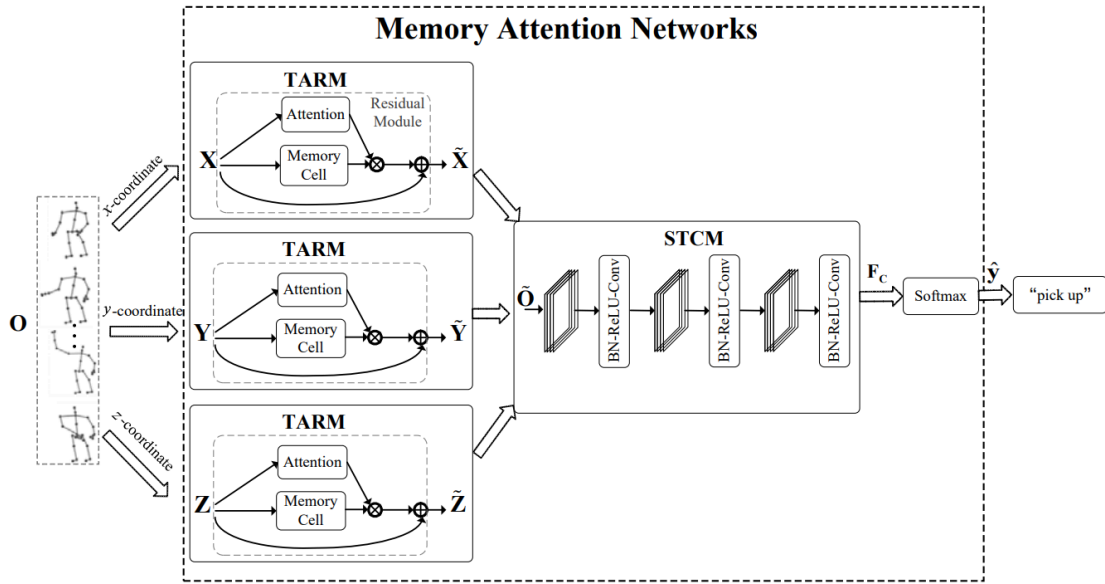 Memory Attention Networks
TARM
Residual
Module
Attention
X
Memory
Cell
X̃
x-coordinate
TARM
Attention
Y
Memory
Cell
Ỹ
y-coordinate
O
TARM
Attention
Z
Memory
Cell
Z̃
z-coordinate
STCM
Õ
BN-ReLU-Conv
BN-ReLU-Conv
BN-ReLU-Conv
F_C
Softmax
ŷ
“pick up”